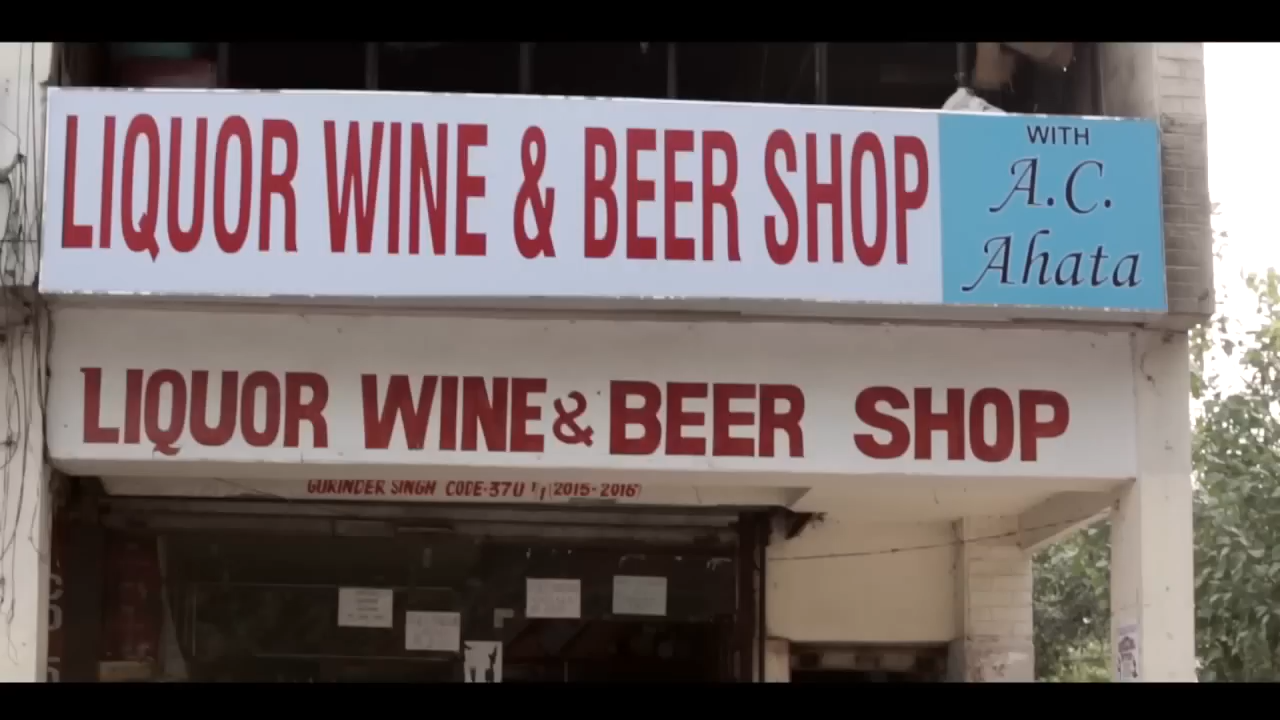 LIQUOR WINE & BEER SHOP
WITH
A.C.
Ahata
LIQUOR WINE & BEER SHOP
GURINDER SINGH CODE-370 (2015-2016)